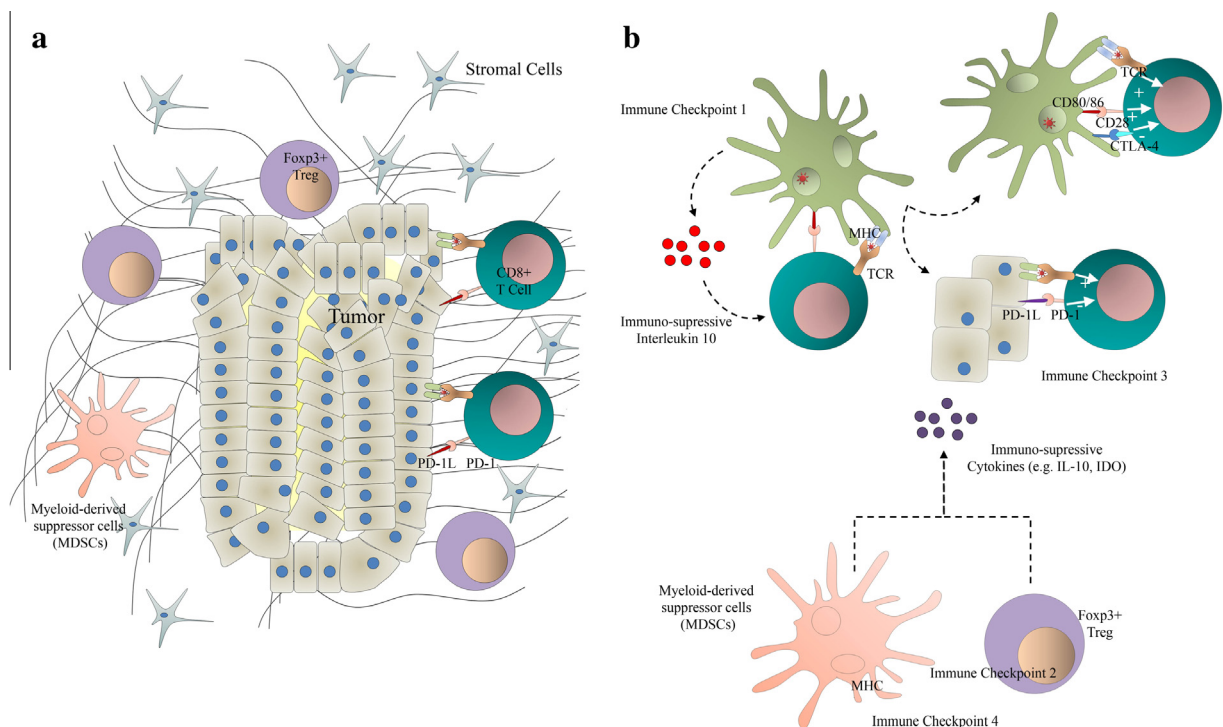 a
Stromal Cells
Foxp3+
Treg
CD8+
T Cell
Tumor
PD-1L PD-1
Myeloid-derived
suppressor cells
(MDSCs)
b
Immune Checkpoint 1
TCR
CD80/86
CD28
CTLA-4
+
+
-
MHC
TCR
Immuno-supressive
Interleukin 10
+
-
PD-1L PD-1
Immune Checkpoint 3
Immuno-supressive
Cytokines (e.g. IL-10, IDO)
Myeloid-derived
suppressor cells
(MDSCs)
Foxp3+
Treg
Immune Checkpoint 2
MHC
Immune Checkpoint 4